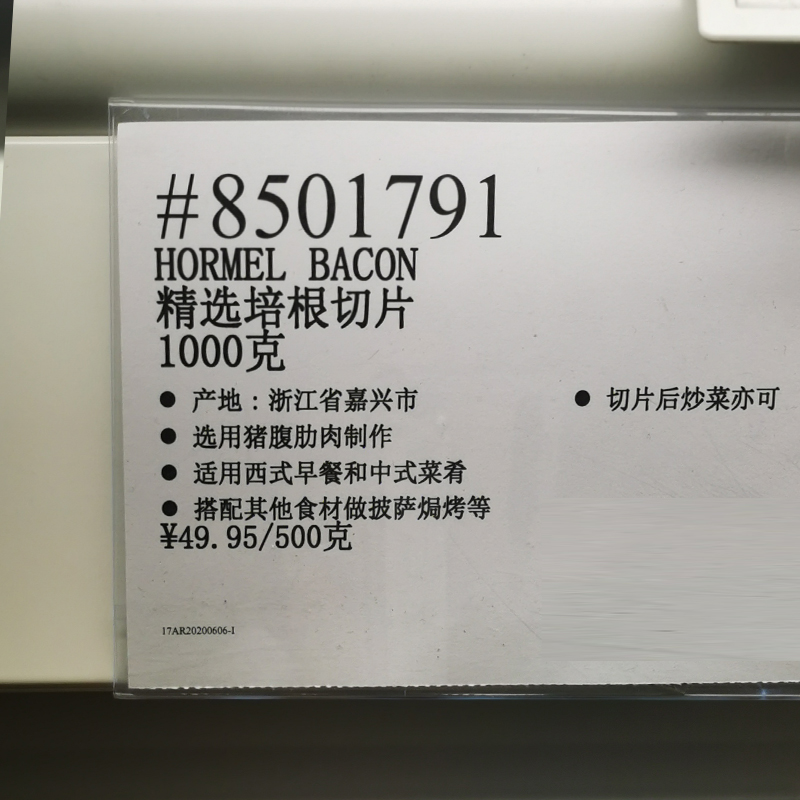 #8501791
HORMEL BACON
精选培根切片
1000克
● 产地：浙江省嘉兴市
● 切片后炒菜亦可
● 选用猪腹肋肉制作
● 适用西式早餐和中式菜肴
● 搭配其他食材做披萨焗烤等
¥49.95/500克
17AR20200606-1